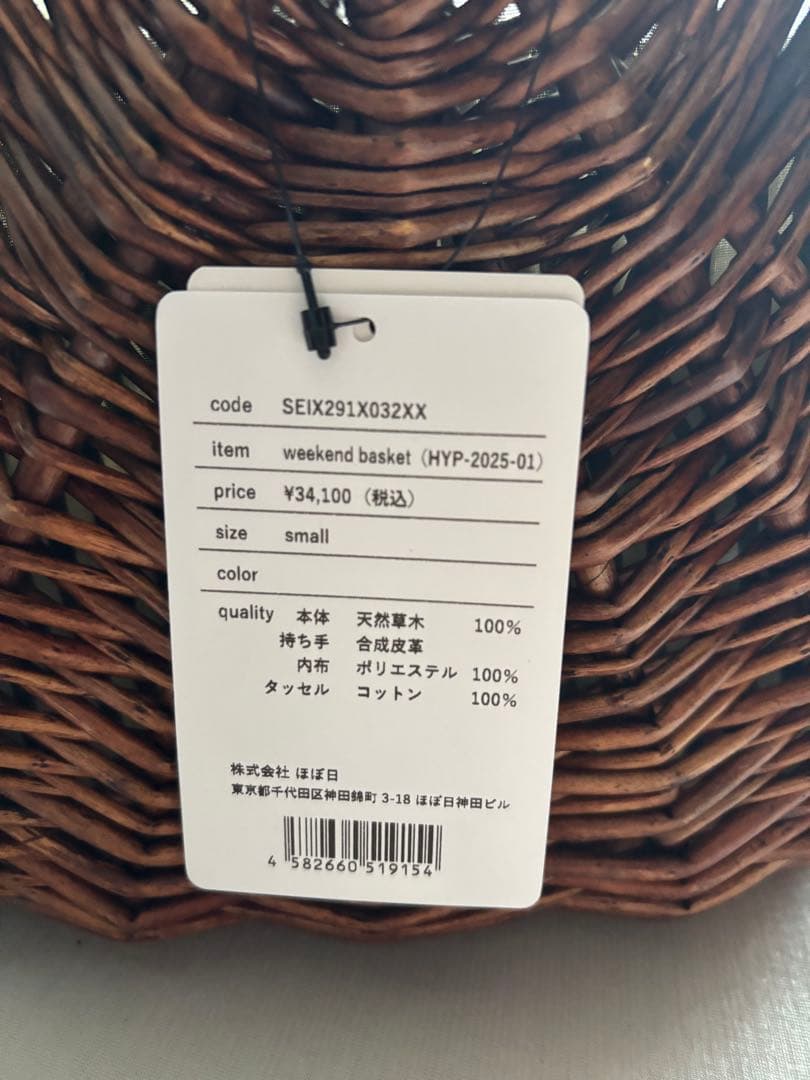 code SEIX291X032XX
item weekend basket（HYP-2025-01）
price ¥34,100（税込）
size small
color
quality 本体 天然草木 100%
持ち手 合成皮革
内布 ポリエステル 100%
タッセル コットン 100%
株式会社 ほぼ日
東京都千代田区神田錦町 3-18 ほぼ日神田ビル
4 582660 519154